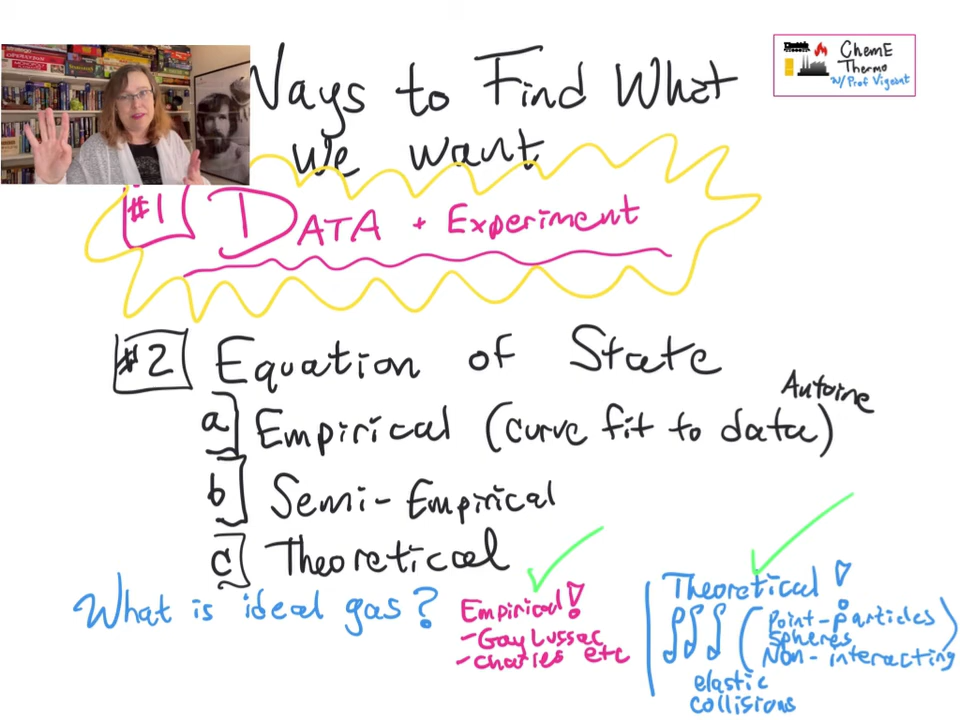 Ways to Find What
We want
#1 DATA + Experiment
#2 Equation of State
a] Empirical (curve fit to data)
Antoine
b] Semi-Empirical
c] Theoretical
What is ideal gas?
Empirical!
- Gay Lussac
- Charles etc
Theoretical!
∫∫∫ (Point-particles
Spheres
Non-interacting)
elastic
collisions
ChemE
Thermo
w/ Prof Vigeant